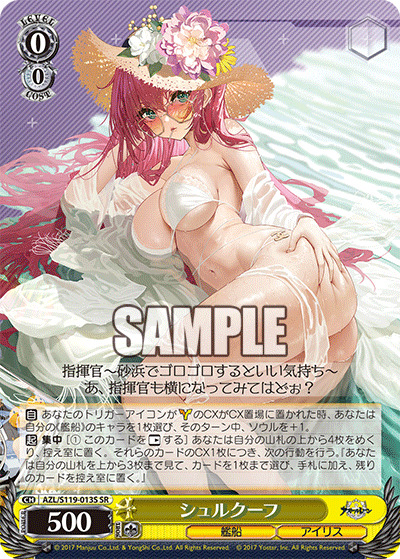 LEVEL
0
0
COST
SAMPLE
指揮官～砂浜でゴロゴロするといい気持ち～
あ、指揮官も横になってみてはどぉ？
自 あなたのトリガーアイコンがのCXがCX置場に置かれた時、あなたは
自分の《艦船》のキャラを1枚選び、そのターン中、ソウルを＋1。
起 集中 ［① このカードをする］ あなたは自分の山札の上から4枚をめく
り、控え室に置く。それらのカードのCX1枚につき、次の行動を行う。『あなた
は自分の山札を上から3枚まで見て、カードを1枚まで選び、手札に加え、残り
のカードを控え室に置く。』
CH AZL/S119-013S SR
500
シュルクーフ
艦船 アイリス
アズールレーン
© 2017 Manjuu Co.,Ltd. & YongShi Co.,Ltd. All Rights Reserved. © 2017 Yostar, Inc. All Rights Reserved.